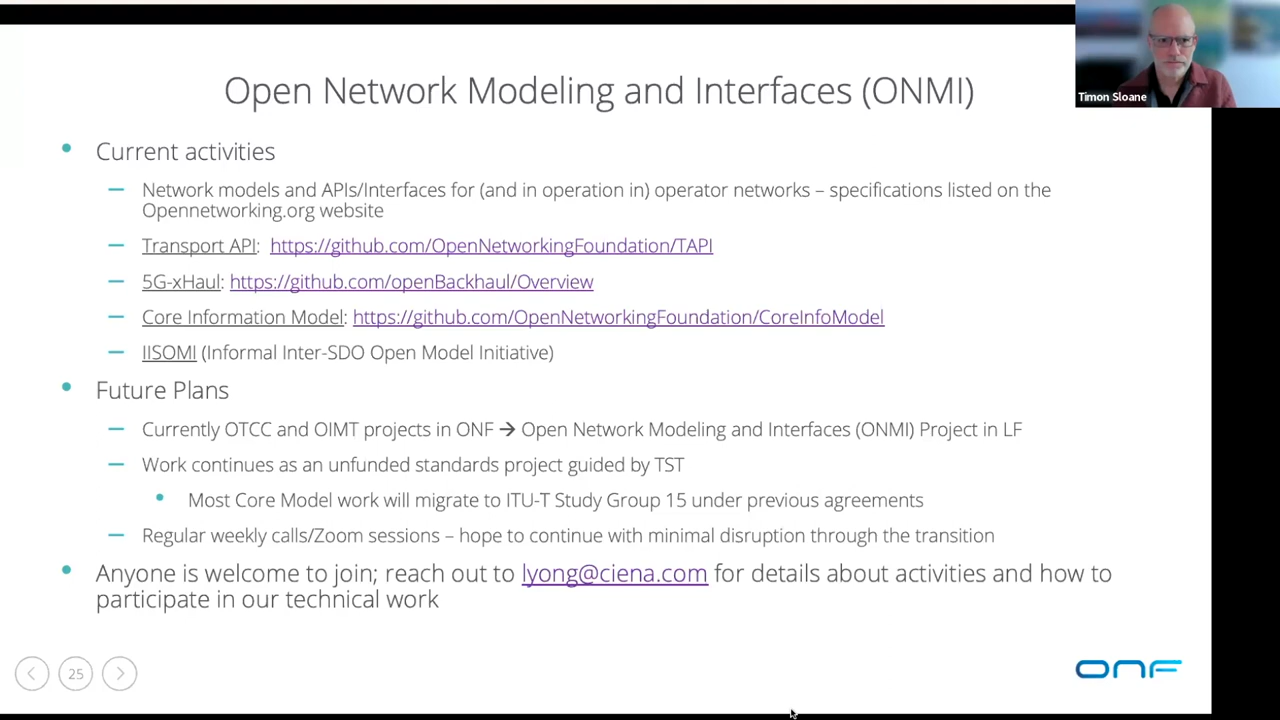 Open Network Modeling and Interfaces (ONMI)
Timon Sloane
• Current activities
– Network models and APIs/Interfaces for (and in operation in) operator networks – specifications listed on the
Opennetworking.org website
– Transport API: https://github.com/OpenNetworkingFoundation/TAPI
– 5G-xHaul: https://github.com/openBackhaul/Overview
– Core Information Model: https://github.com/OpenNetworkingFoundation/CoreInfoModel
– IISOMI (Informal Inter-SDO Open Model Initiative)
• Future Plans
– Currently OTCC and OIMT projects in ONF → Open Network Modeling and Interfaces (ONMI) Project in LF
– Work continues as an unfunded standards project guided by TST
• Most Core Model work will migrate to ITU-T Study Group 15 under previous agreements
– Regular weekly calls/Zoom sessions – hope to continue with minimal disruption through the transition
• Anyone is welcome to join; reach out to lyong@ciena.com for details about activities and how to
participate in our technical work
25
ONF